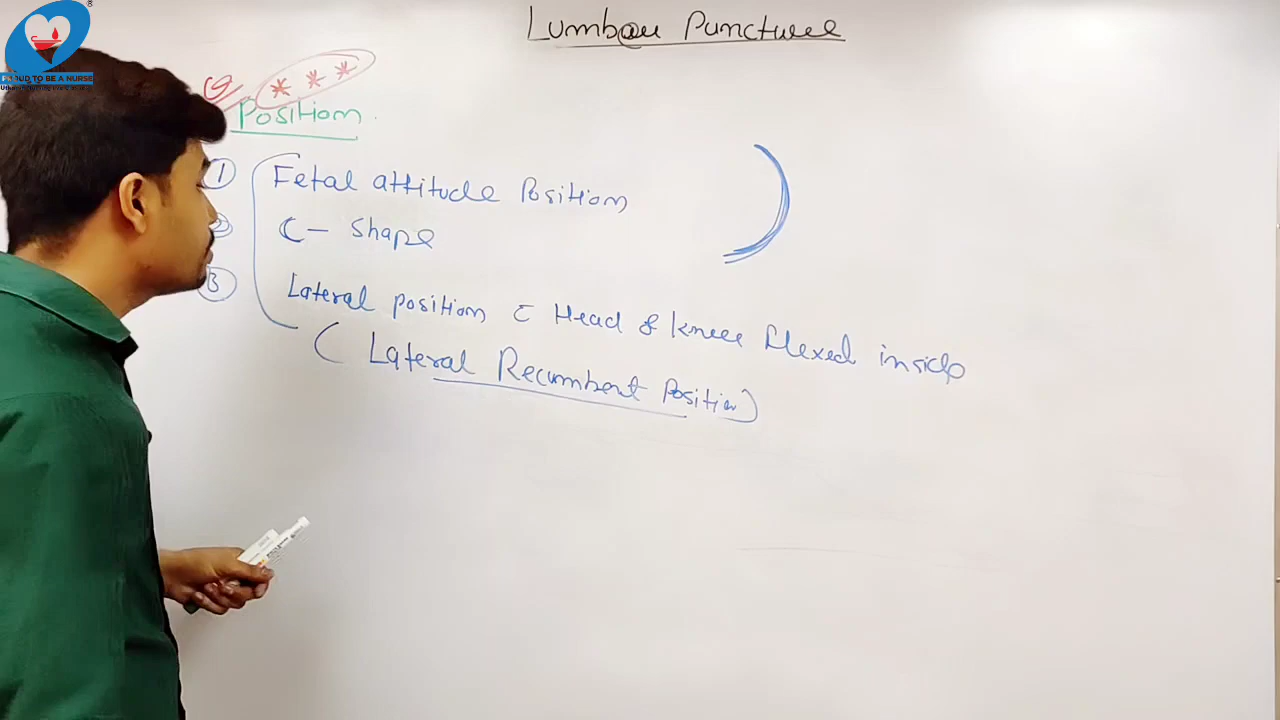 Lumbar Puncture
* * *
Position
① Fetal attitude Position
② C- Shape
③ Lateral position c Head & knee flexed inside
( Lateral Recumbent Position)
PROUD TO BE A NURSE